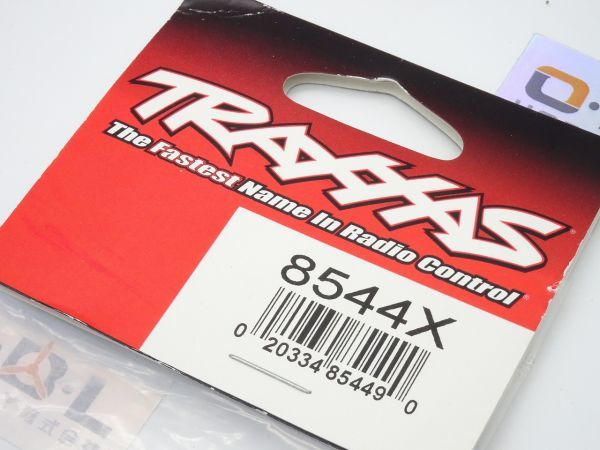 TRAXXAS®
The Fastest Name In Radio Control®
8544X
0 20334 85449 0